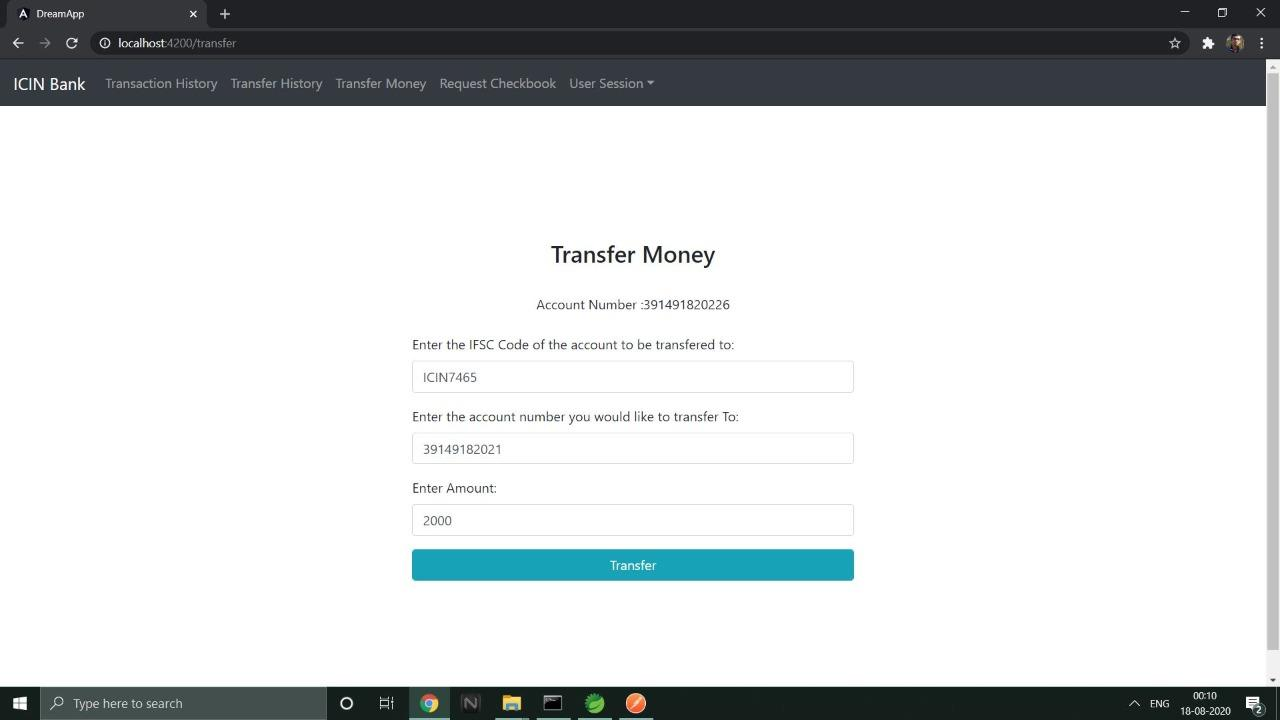 DreamApp
localhost:4200/transfer
ICIN Bank Transaction History Transfer History Transfer Money Request Checkbook User Session
Transfer Money
Account Number :391491820226
Enter the IFSC Code of the account to be transfered to:
ICIN7465
Enter the account number you would like to transfer To:
39149182021
Enter Amount:
2000
Transfer
Type here to search
ENG
00:10
18-08-2020
2